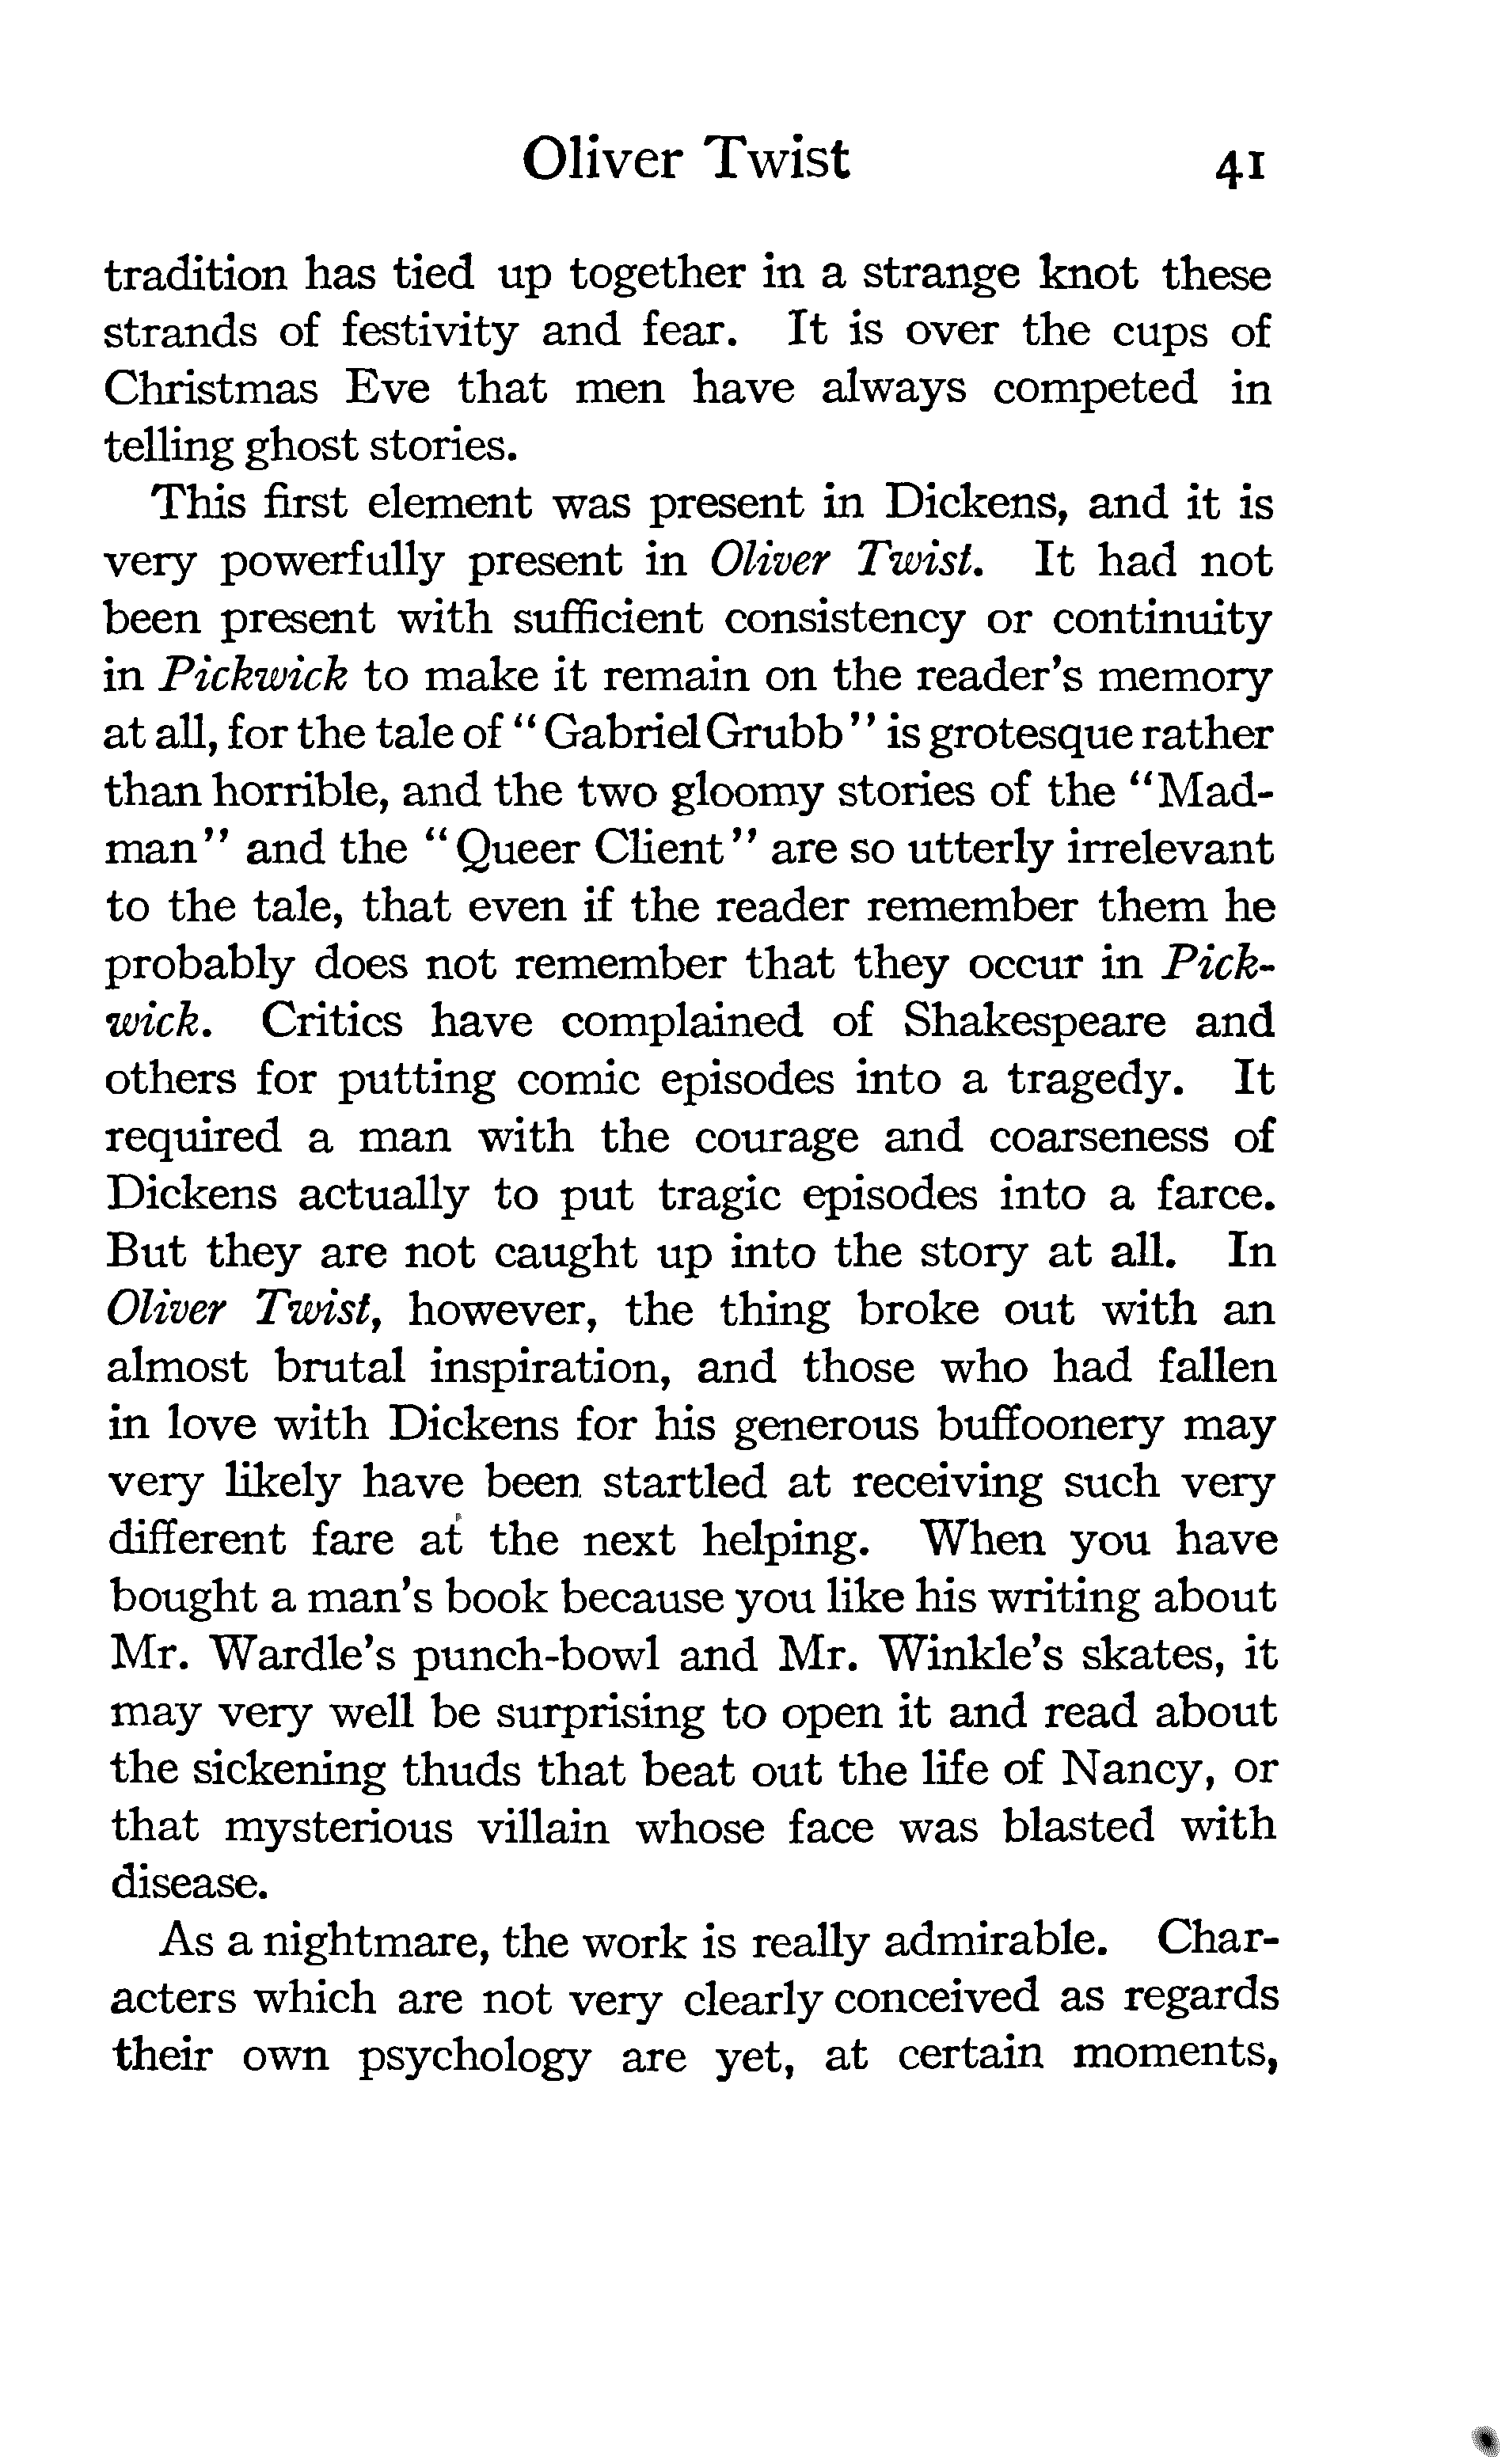 Oliver Twist 41
tradition has tied up together in a strange knot these
strands of festivity and fear. It is over the cups of
Christmas Eve that men have always competed in
telling ghost stories.
This first element was present in Dickens, and it is
very powerfully present in Oliver Twist. It had not
been present with sufficient consistency or continuity
in Pickwick to make it remain on the reader's memory
at all, for the tale of "Gabriel Grubb" is grotesque rather
than horrible, and the two gloomy stories of the "Mad-
man" and the "Queer Client" are so utterly irrelevant
to the tale, that even if the reader remember them he
probably does not remember that they occur in Pick-
wick. Critics have complained of Shakespeare and
others for putting comic episodes into a tragedy. It
required a man with the courage and coarseness of
Dickens actually to put tragic episodes into a farce.
But they are not caught up into the story at all. In
Oliver Twist, however, the thing broke out with an
almost brutal inspiration, and those who had fallen
in love with Dickens for his generous buffoonery may
very likely have been startled at receiving such very
different fare at the next helping. When you have
bought a man's book because you like his writing about
Mr. Wardle's punch-bowl and Mr. Winkle's skates, it
may very well be surprising to open it and read about
the sickening thuds that beat out the life of Nancy, or
that mysterious villain whose face was blasted with
disease.
As a nightmare, the work is really admirable. Char-
acters which are not very clearly conceived as regards
their own psychology are yet, at certain moments,